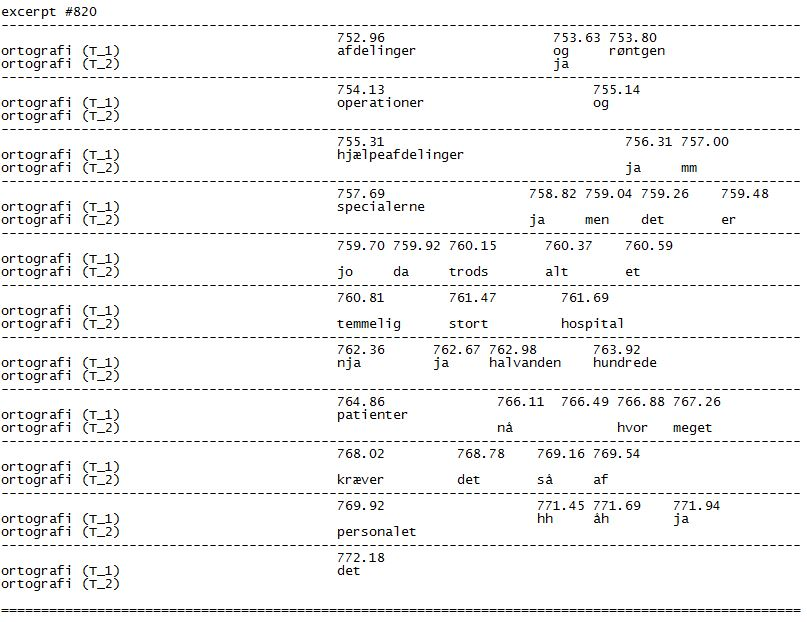 excerpt #820
----------------------------------------------------------------------------------------------------
752.96 753.63 753.80
ortografi (T_1) afdelinger og røntgen
ortografi (T_2) ja
----------------------------------------------------------------------------------------------------
754.13 755.14
ortografi (T_1) operationer og
ortografi (T_2)
----------------------------------------------------------------------------------------------------
755.31 756.31 757.00
ortografi (T_1) hjælpeafdelinger
ortografi (T_2) ja mm
----------------------------------------------------------------------------------------------------
757.69 758.82 759.04 759.26 759.48
ortografi (T_1) specialerne
ortografi (T_2) ja men det er
----------------------------------------------------------------------------------------------------
759.70 759.92 760.15 760.37 760.59
ortografi (T_1)
ortografi (T_2) jo da trods alt et
----------------------------------------------------------------------------------------------------
760.81 761.47 761.69
ortografi (T_1)
ortografi (T_2) temmelig stort hospital
----------------------------------------------------------------------------------------------------
762.36 762.67 762.98 763.92
ortografi (T_1) nja ja halvanden hundrede
ortografi (T_2)
----------------------------------------------------------------------------------------------------
764.86 766.11 766.49 766.88 767.26
ortografi (T_1) patienter
ortografi (T_2) nå hvor meget
----------------------------------------------------------------------------------------------------
768.02 768.78 769.16 769.54
ortografi (T_1)
ortografi (T_2) kræver det så af
----------------------------------------------------------------------------------------------------
769.92 771.45 771.69 771.94
ortografi (T_1) hh åh ja
ortografi (T_2) personalet
----------------------------------------------------------------------------------------------------
772.18
ortografi (T_1) det
ortografi (T_2)
----------------------------------------------------------------------------------------------------
====================================================================================================